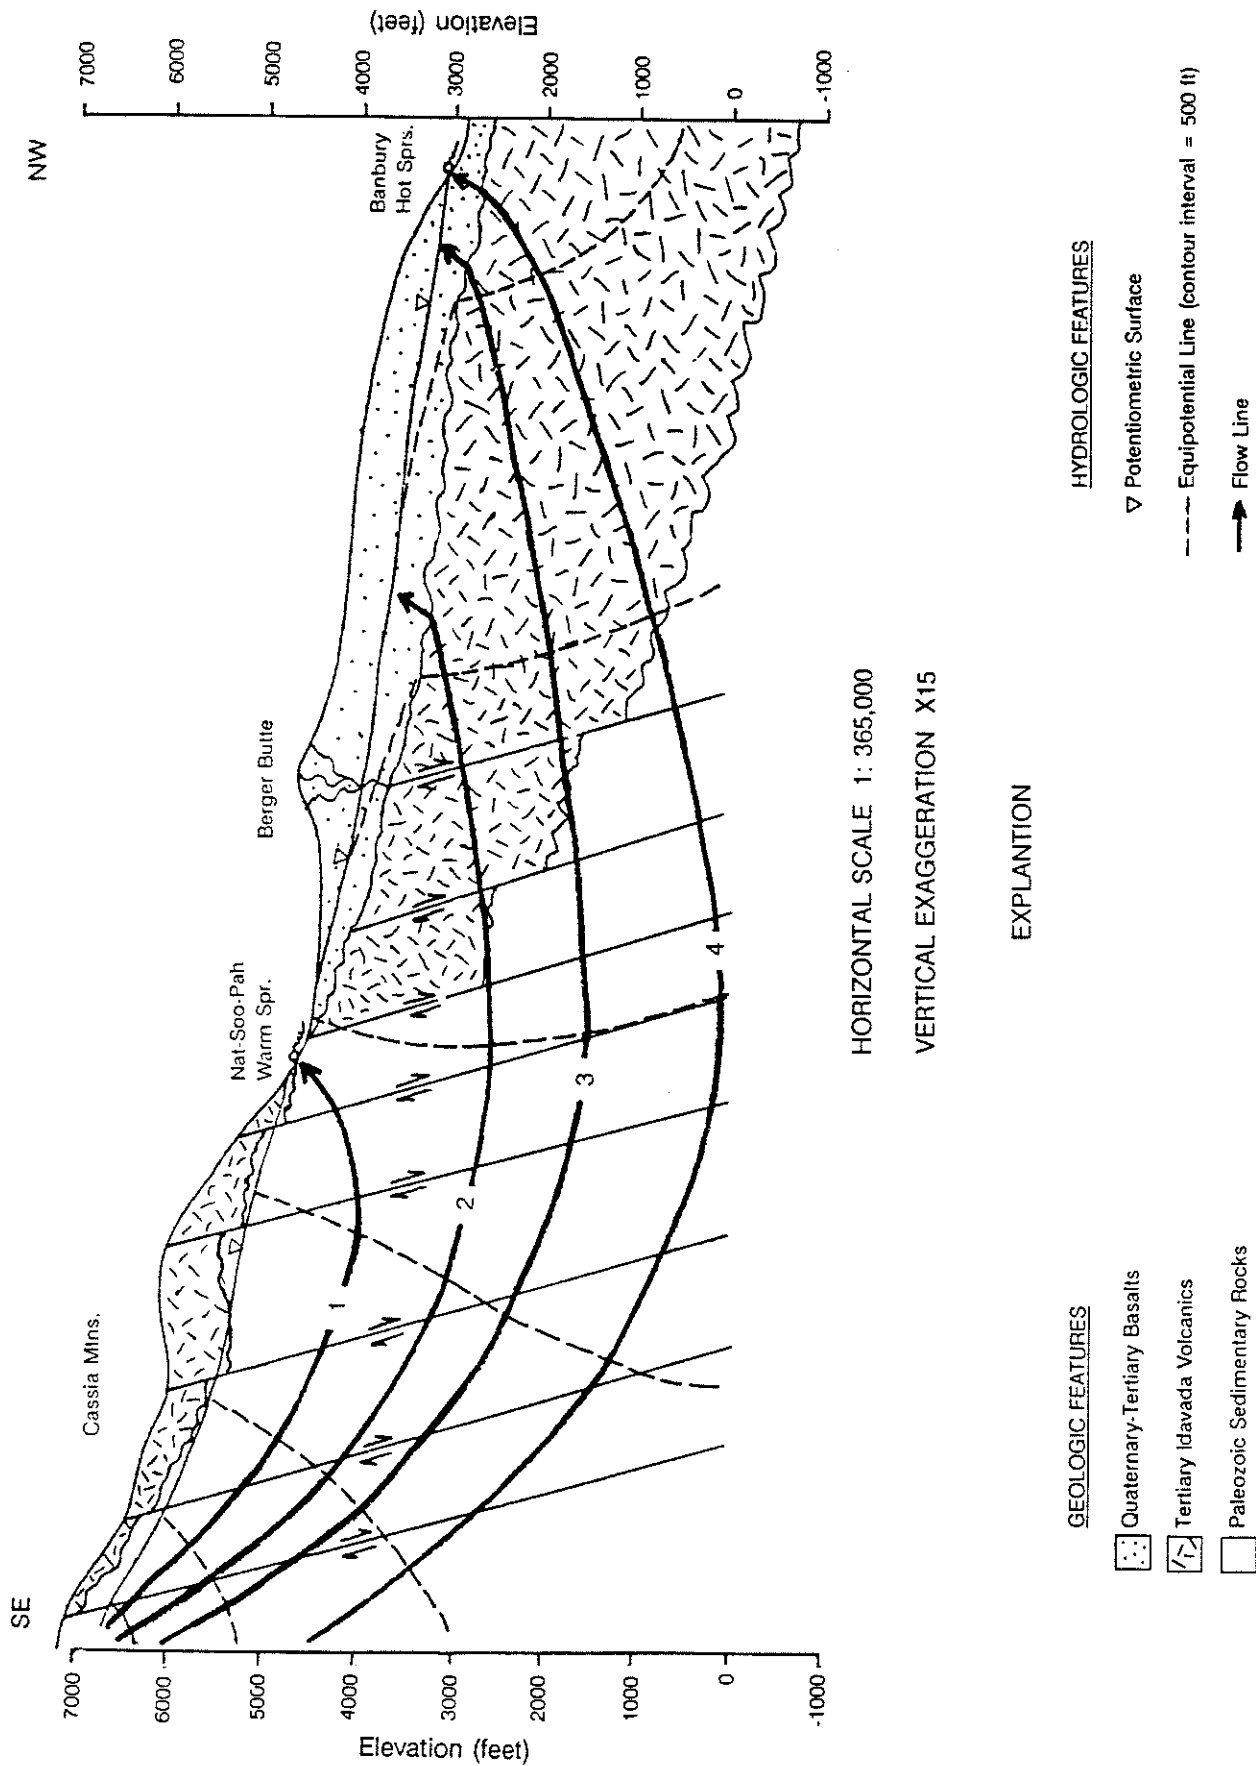 SE
NW
Cassia Mtns.
Nat-Soo-Pah
Warm Spr.
Berger Butte
Banbury
Hot Sprs.
7000
6000
5000
4000
3000
2000
1000
0
-1000
Elevation (feet)
7000
6000
5000
4000
3000
2000
1000
0
-1000
Elevation (feet)
1
2
3
4
HORIZONTAL SCALE 1:365,000
VERTICAL EXAGGERATION X15
EXPLANTION
GEOLOGIC FEATURES
Quaternary-Tertiary Basalts
Tertiary Idavada Volcanics
Paleozoic Sedimentary Rocks
HYDROLOGIC FEATURES
Potentiometric Surface
Equipotential Line (contour interval = 500 ft)
Flow Line